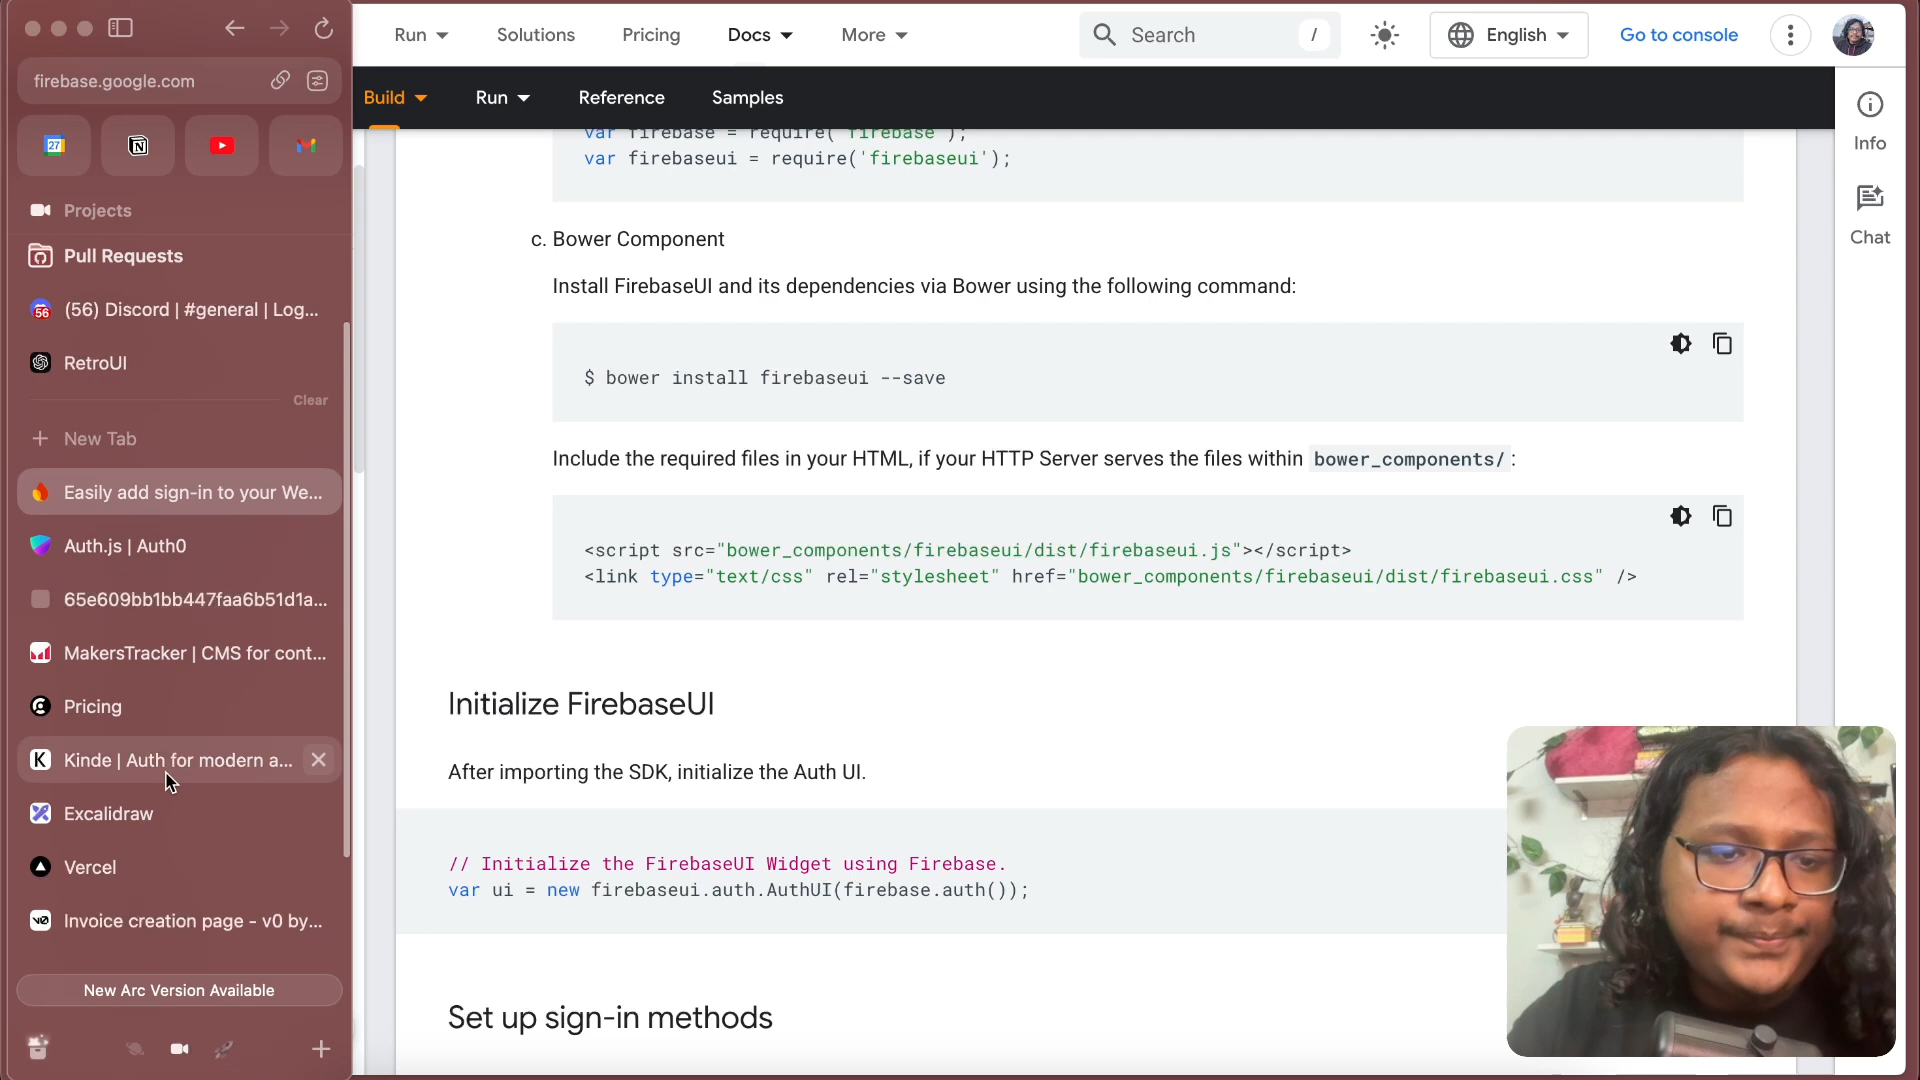 firebase.google.com
27
Projects
Pull Requests
56
(56) Discord | #general | Log...
RetroUI
Clear
New Tab
Easily add sign-in to your We...
Auth.js | Auth0
65e609bb1bb447faa6b51d1a...
MakersTracker | CMS for cont...
Pricing
Kinde | Auth for modern a...
Excalidraw
Vercel
Invoice creation page - v0 by...
New Arc Version Available
Run
Solutions
Pricing
Docs
More
Search
/
English
Go to console
Build
Run
Reference
Samples
Info
Chat
var firebase = require('firebase');
var firebaseui = require('firebaseui');
c. Bower Component
Install FirebaseUI and its dependencies via Bower using the following command:
$ bower install firebaseui --save
Include the required files in your HTML, if your HTTP Server serves the files within bower_components/ :
<script src="bower_components/firebaseui/dist/firebaseui.js"></script>
<link type="text/css" rel="stylesheet" href="bower_components/firebaseui/dist/firebaseui.css" />
Initialize FirebaseUI
After importing the SDK, initialize the Auth UI.
// Initialize the FirebaseUI Widget using Firebase.
var ui = new firebaseui.auth.AuthUI(firebase.auth());
Set up sign-in methods